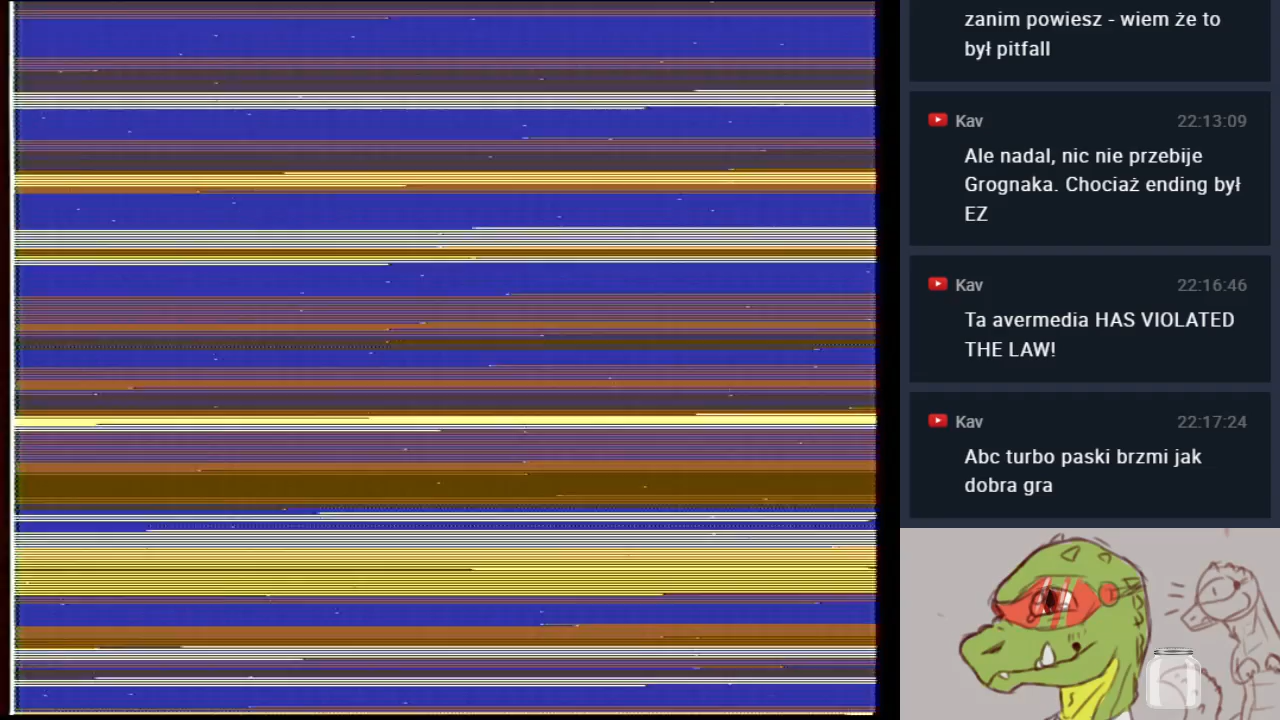 zanim powiesz - wiem że to
był pitfall
Kav 22:13:09
Ale nadal, nic nie przebije
Grognaka. Chociaż ending był
EZ
Kav 22:16:46
Ta avermedia HAS VIOLATED
THE LAW!
Kav 22:17:24
Abc turbo paski brzmi jak
dobra gra